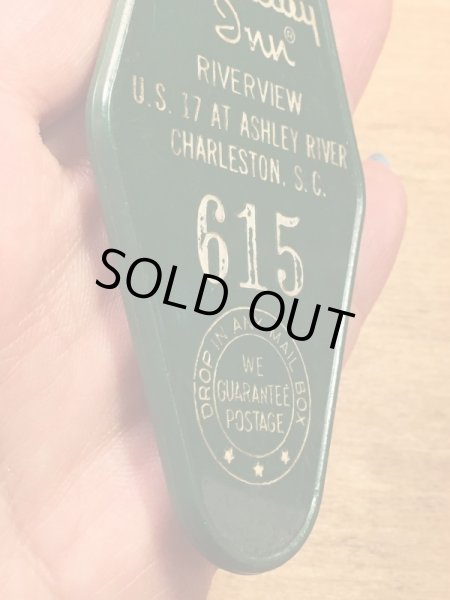 Inn®
RIVERVIEW
U.S. 17 AT ASHLEY RIVER
CHARLESTON, S.C.
615
SOLD OUT
DROP IN ANY MAIL BOX
WE
GUARANTEE
POSTAGE